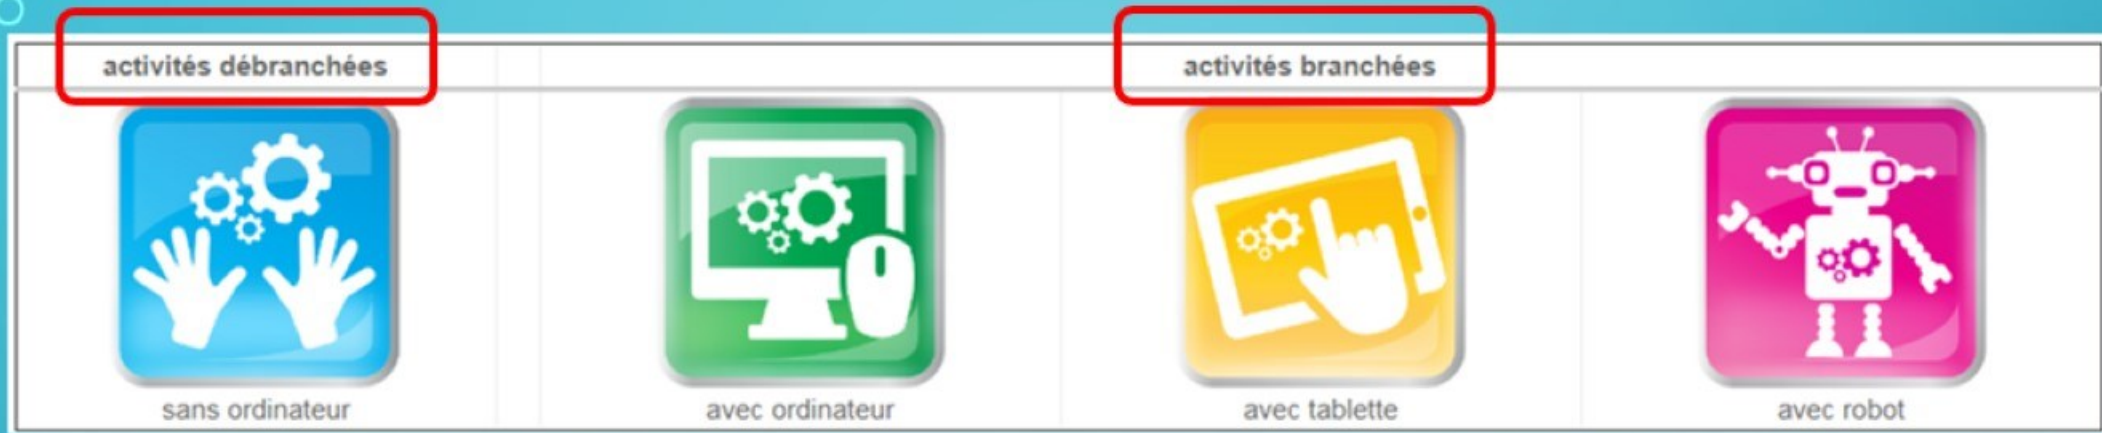 activités débranchées
activités branchées
sans ordinateur
avec ordinateur
avec tablette
avec robot